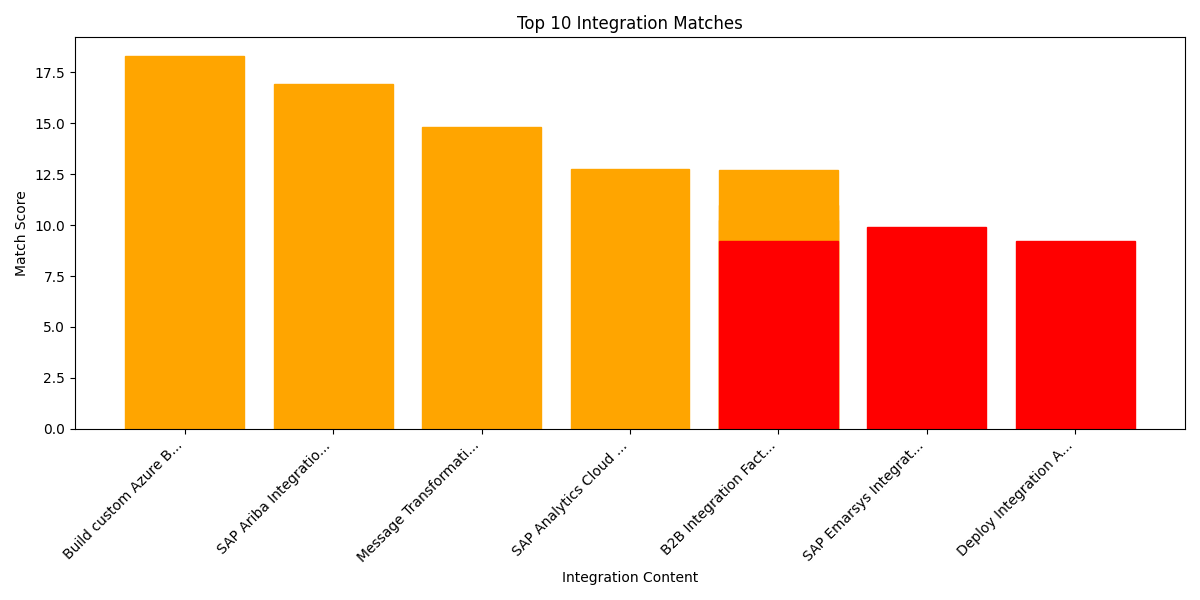 Top 10 Integration Matches
Match Score
17.5
15.0
12.5
10.0
7.5
5.0
2.5
0.0
Build custom Azure B...
SAP Ariba Integratio...
Message Transformati...
SAP Analytics Cloud ...
B2B Integration Fact...
SAP Emarsys Integrat...
Deploy Integration A...
Integration Content